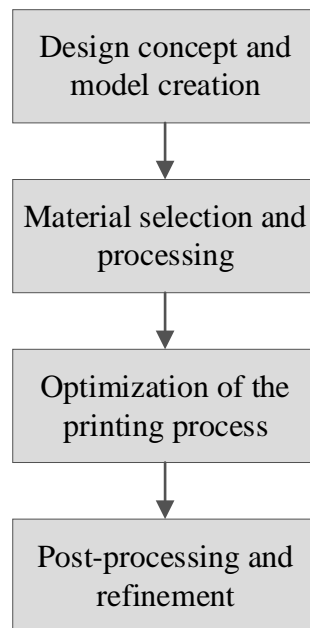 Design concept and
model creation
Material selection and
processing
Optimization of the
printing process
Post-processing and
refinement